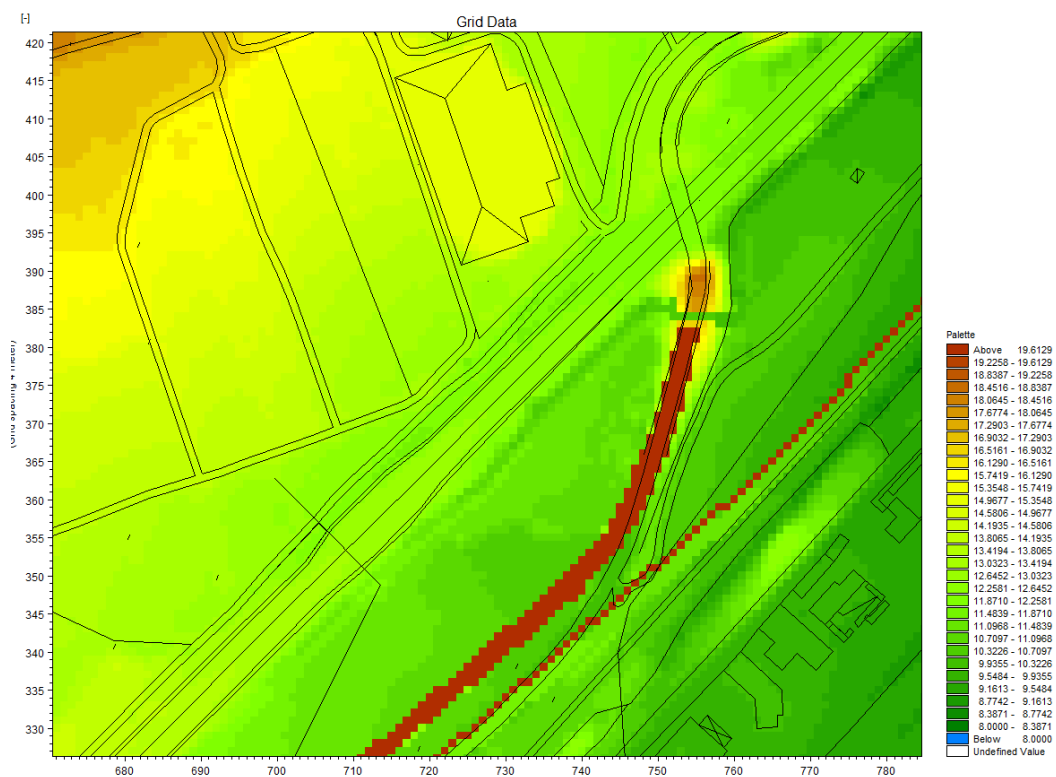 [-]
Grid Data
420
415
410
405
400
395
390
385
380
375
370
365
360
355
350
345
340
335
330
(Grid spacing 4 meter)
680 690 700 710 720 730 740 750 760 770 780
Palette
Above 19.6129
19.2258 - 19.6129
18.8387 - 19.2258
18.4516 - 18.8387
18.0645 - 18.4516
17.6774 - 18.0645
17.2903 - 17.6774
16.9032 - 17.2903
16.5161 - 16.9032
16.1290 - 16.5161
15.7419 - 16.1290
15.3548 - 15.7419
14.9677 - 15.3548
14.5806 - 14.9677
14.1935 - 14.5806
13.8065 - 14.1935
13.4194 - 13.8065
13.0323 - 13.4194
12.6452 - 13.0323
12.2581 - 12.6452
11.8710 - 12.2581
11.4839 - 11.8710
11.0968 - 11.4839
10.7097 - 11.0968
10.3226 - 10.7097
9.9355 - 10.3226
9.5484 - 9.9355
9.1613 - 9.5484
8.7742 - 9.1613
8.3871 - 8.7742
8.0000 - 8.3871
Below 8.0000
Undefined Value